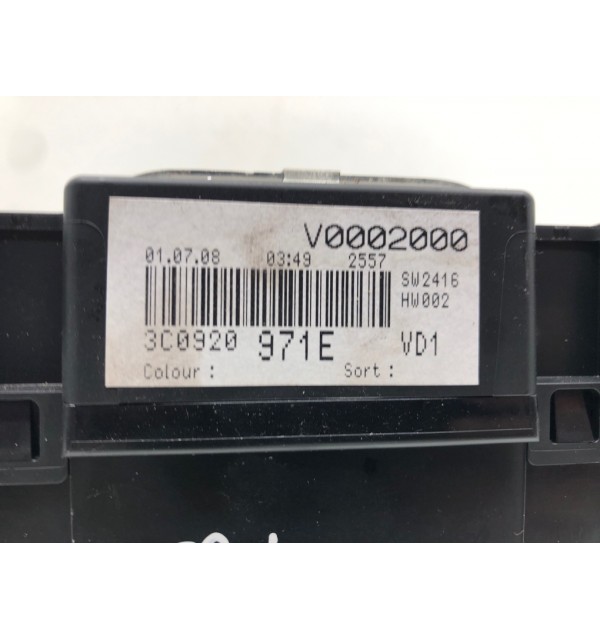 V0002000
01.07.08 03:49 2557
SW2416
HW002
3C0920 971E VD1
Colour : Sort :